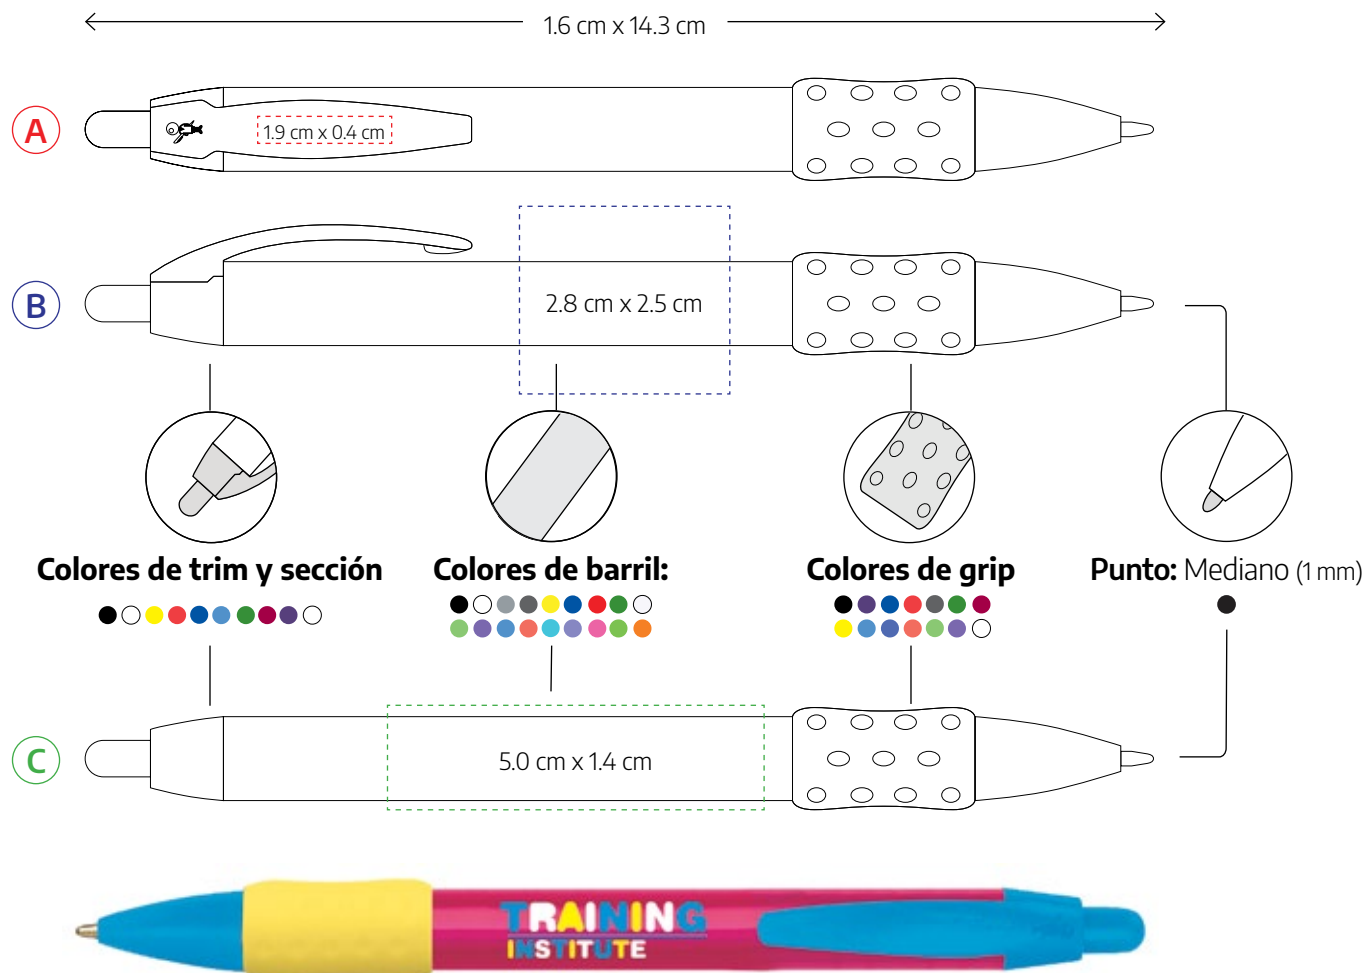 1.6 cm x 14.3 cm
A
1.9 cm x 0.4 cm
B
2.8 cm x 2.5 cm
Colores de trim y sección
Colores de barril:
Colores de grip
Punto: Mediano (1 mm)
C
5.0 cm x 1.4 cm
TRAINING
INSTITUTE